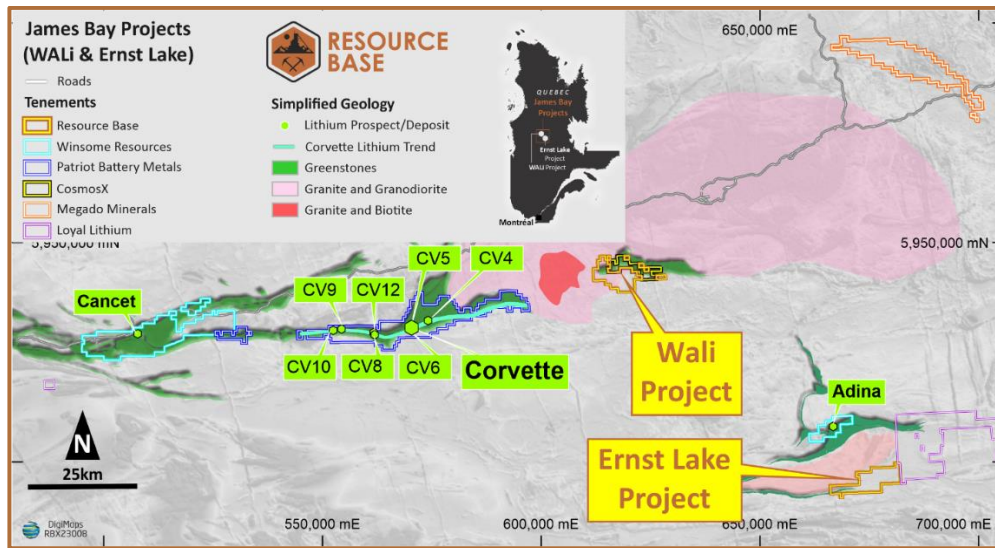 James Bay Projects
(WALi & Ernst Lake)
Roads
Tenements
Resource Base
Winsome Resources
Patriot Battery Metals
CosmosX
Megado Minerals
Loyal Lithium
RESOURCE
BASE
Simplified Geology
Lithium Prospect/Deposit
Corvette Lithium Trend
Greenstones
Granite and Granodiorite
Granite and Biotite
QUEBEC
James Bay
Projects
Ernst Lake
Project
WALi Project
Montréal
650,000 mE
5,950,000 mN
5,950,000 mN
CV5
CV4
CV9
CV12
Cancet
CV10
CV8
CV6
Corvette
Wali
Project
Adina
Ernst Lake
Project
N
25km
550,000 mE
600,000 mE
650,000 mE
700,000 mE
DigiMaps
RBX23008